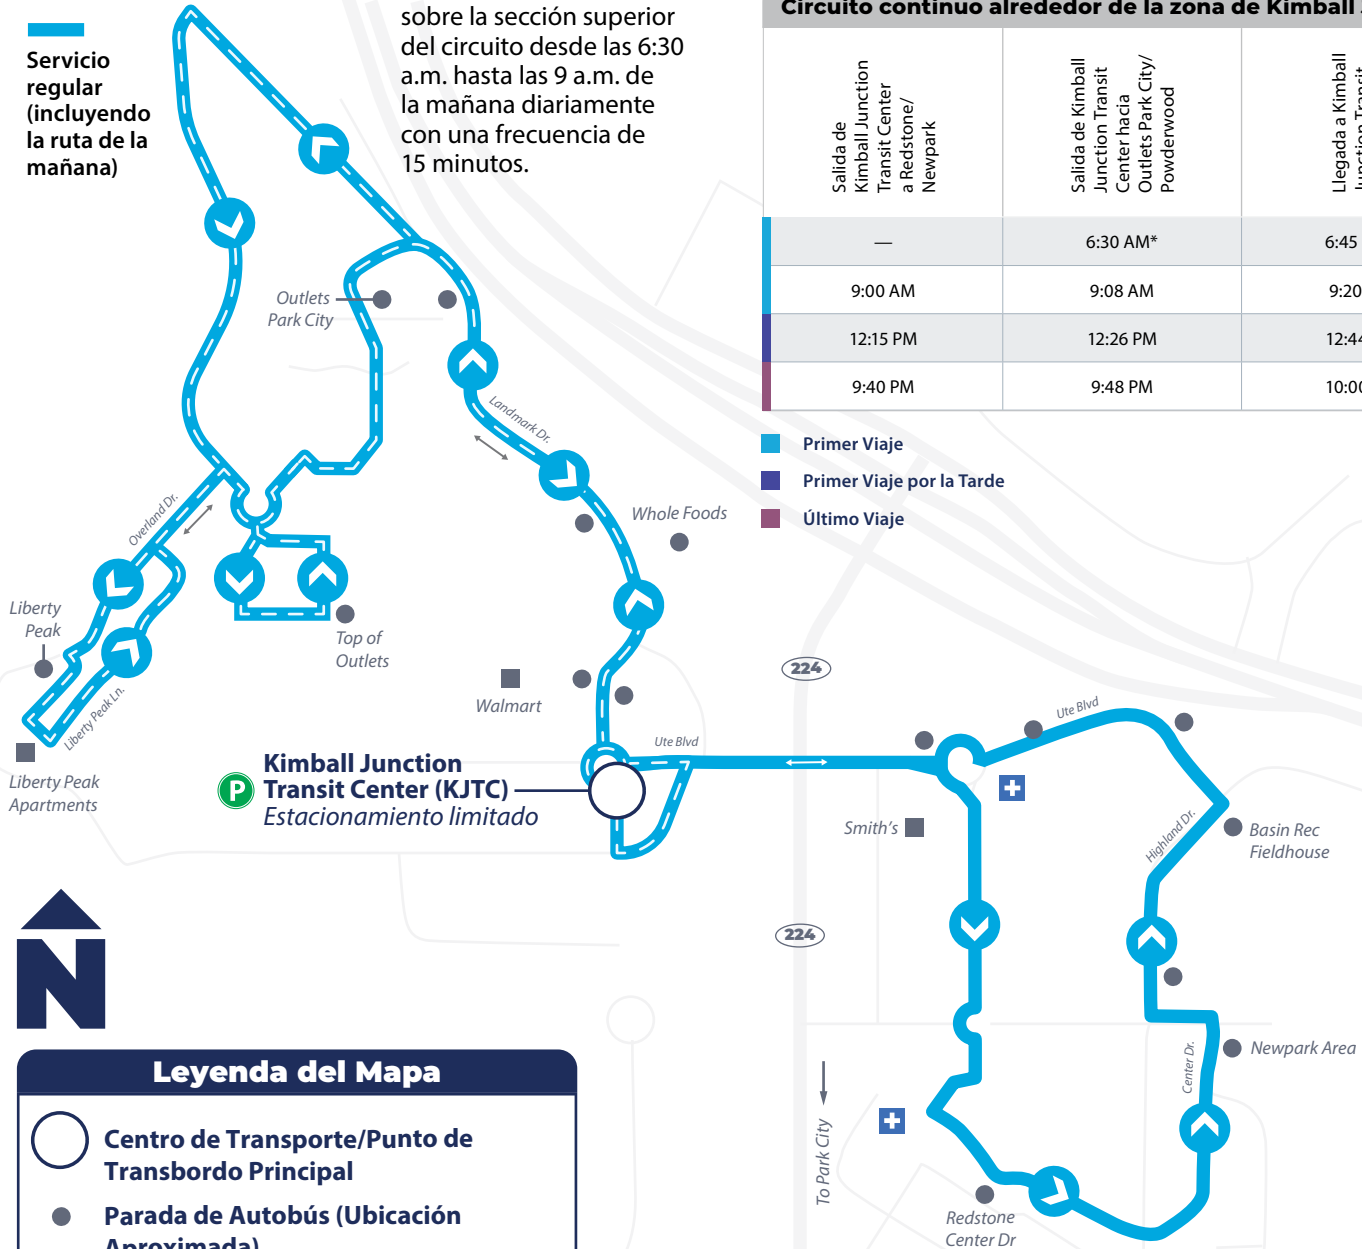 Servicio
regular
(incluyendo
la ruta de la
mañana)
sobre la sección superior
del circuito desde las 6:30
a.m. hasta las 9 a.m. de
la mañana diariamente
con una frecuencia de
15 minutos.
Circuito continuo alrededor de la zona de Kimball
Salida de
Kimball Junction
Transit Center
a Redstone/
Newpark
Salida de Kimball
Junction Transit
Center hacia
Outlets Park City/
Powderwood
Llegada a Kimball
Junction Transit
— 6:30 AM* 6:45
9:00 AM 9:08 AM 9:20
12:15 PM 12:26 PM 12:44
9:40 PM 9:48 PM 10:00
Primer Viaje
Primer Viaje por la Tarde
Último Viaje
Outlets
Park City
Landmark Dr.
Whole Foods
Overland Dr.
Liberty
Peak
Top of
Outlets
Liberty Peak Ln.
Walmart
Liberty Peak
Apartments
Ute Blvd
P
Kimball Junction
Transit Center (KJTC)
Estacionamiento limitado
224
Ute Blvd
Smith's
Highland Dr.
Basin Rec
Fieldhouse
224
Newpark Area
Center Dr.
To Park City
Redstone
Center Dr
N
Leyenda del Mapa
Centro de Transporte/Punto de
Transbordo Principal
Parada de Autobús (Ubicación
Aproximada)